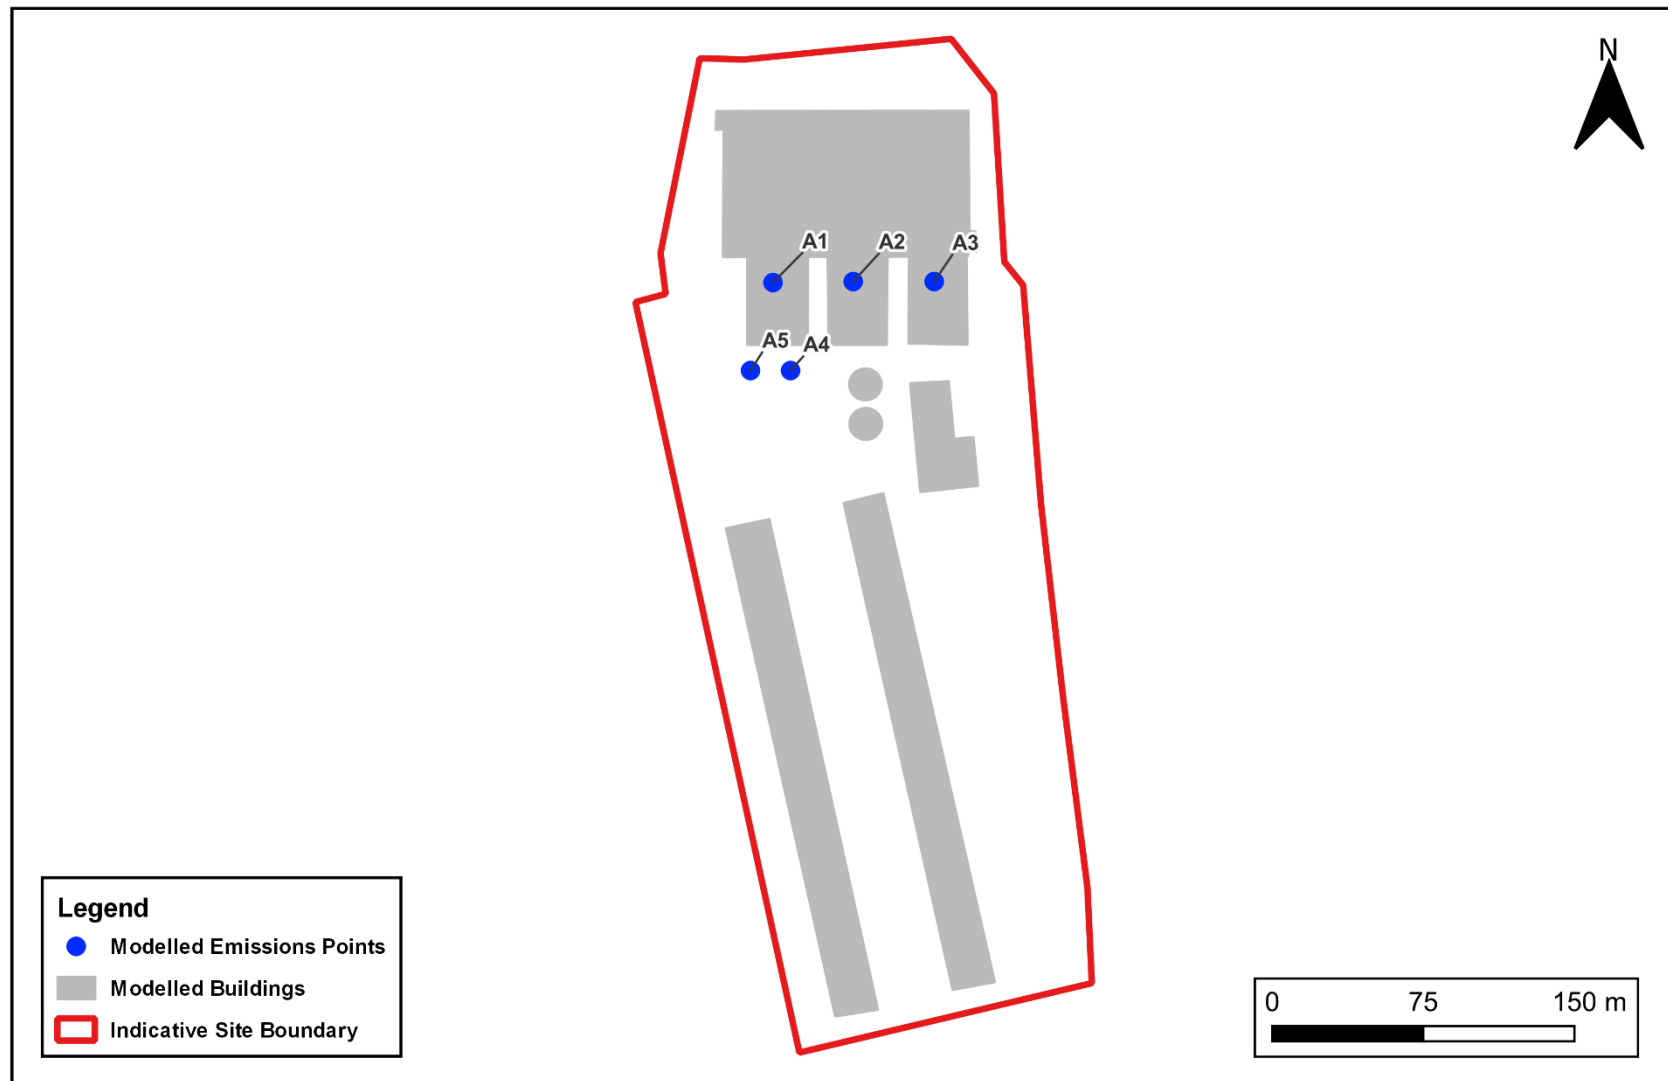 N
A1
A2
A3
A5
A4
Legend
Modelled Emissions Points
Modelled Buildings
Indicative Site Boundary
0 75 150 m